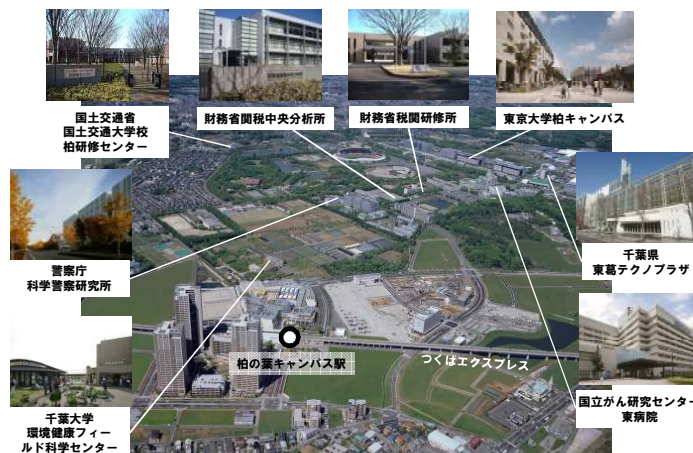 国土交通省
国土交通大学校
柏研修センター
財務省関税中央分析所
財務省税関研修所
東京大学柏キャンパス
警察庁
科学警察研究所
千葉県
東葛テクノプラザ
柏の葉キャンパス駅
つくばエクスプレス
千葉大学
環境健康フィー
ルド科学センター
国立がん研究センター
東病院